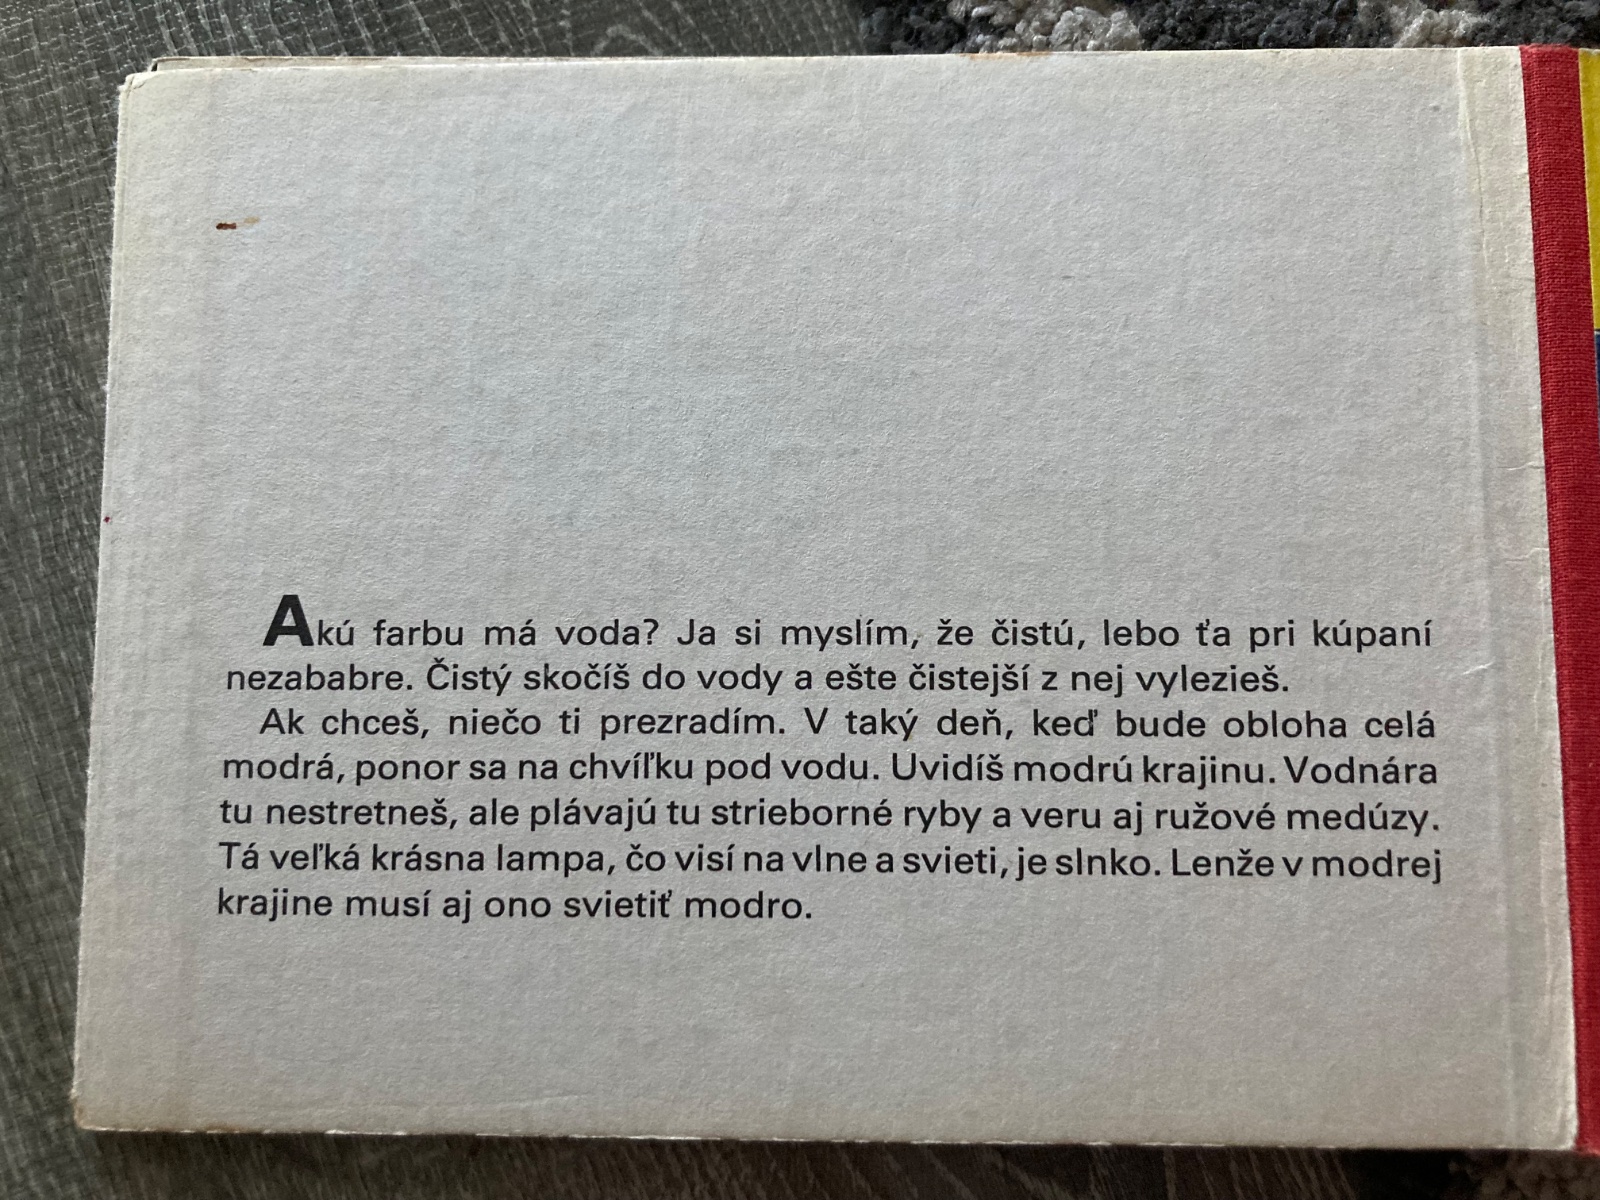 Akú farbu má voda? Ja si myslím, že čistú, lebo ťa pri kúpaní
nezababre. Čistý skočíš do vody a ešte čistejší z nej vylezieš.
Ak chceš, niečo ti prezradím. V taký deň, keď bude obloha celá
modrá, ponor sa na chvíľku pod vodu. Uvidíš modrú krajinu. Vodnára
tu nestretneš, ale plávajú tu strieborné ryby a veru aj ružové medúzy.
Tá veľká krásna lampa, čo visí na vlne a svieti, je slnko. Lenže v modrej
krajine musí aj ono svietiť modro.